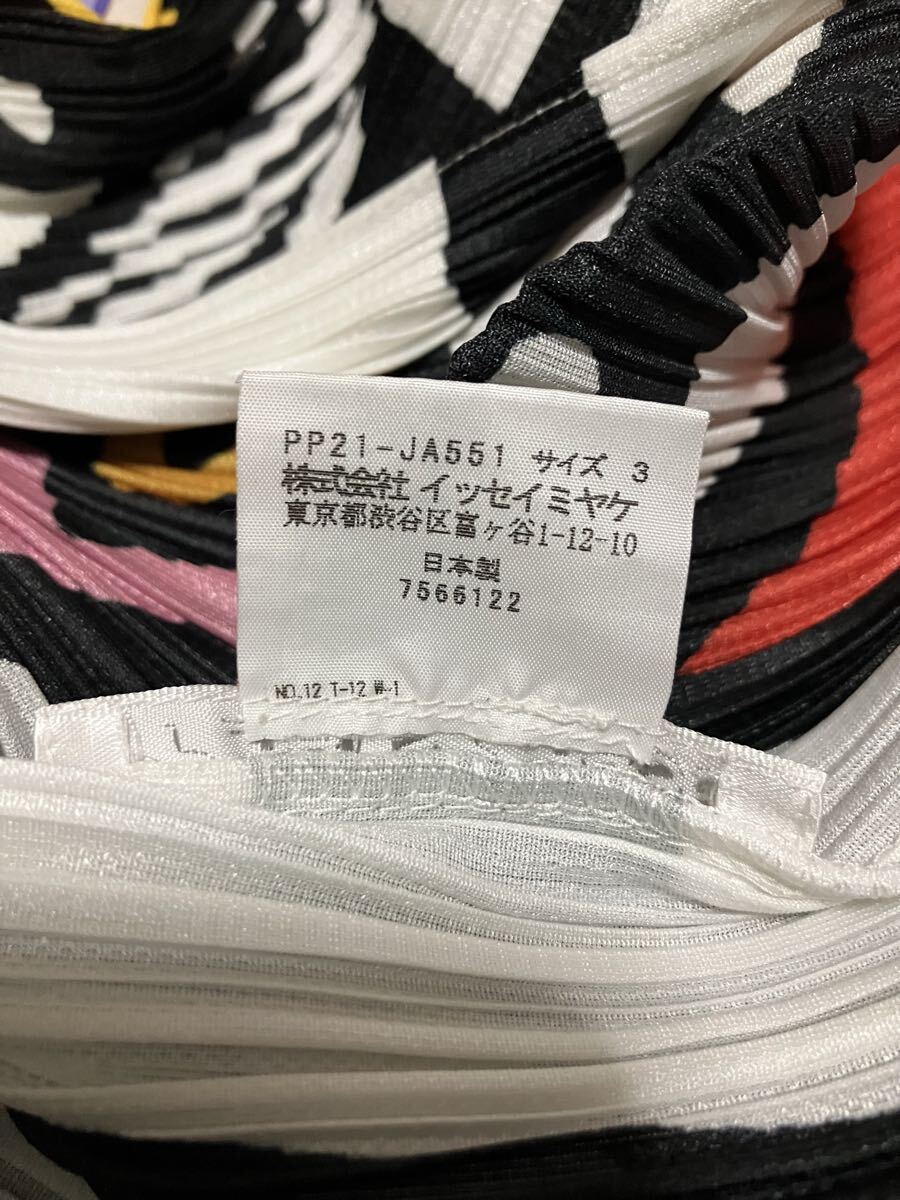 PP21-JA551 サイズ 3
株式会社 イッセイミヤケ
東京都渋谷区富ヶ谷1-12-10
日本製
7566122
NO.12 T-12 W-1